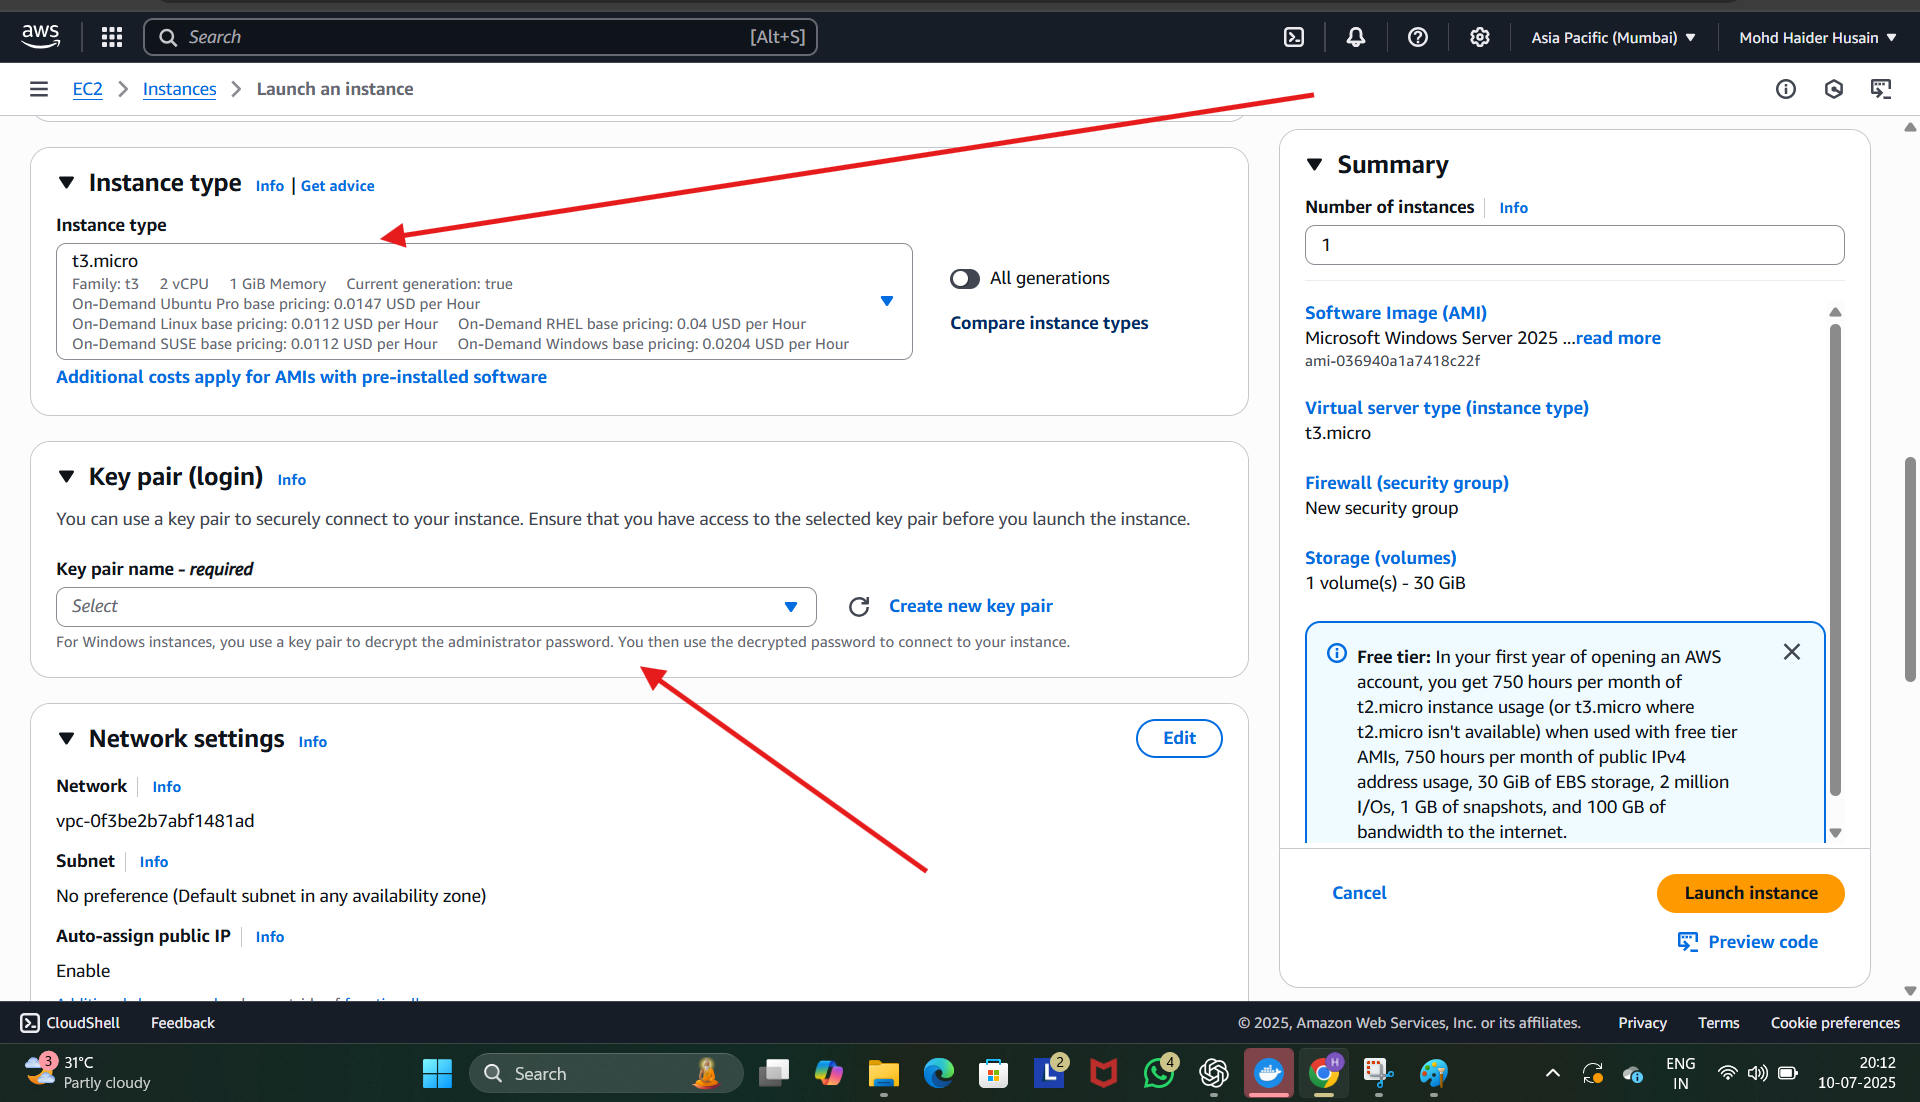 aws
Search
[Alt+S]
Asia Pacific (Mumbai)
Mohd Haider Husain
EC2
Instances
Launch an instance
Instance type
Info
Get advice
Instance type
t3.micro
Family: t3 2 vCPU 1 GiB Memory Current generation: true
On-Demand Ubuntu Pro base pricing: 0.0147 USD per Hour
On-Demand Linux base pricing: 0.0112 USD per Hour On-Demand RHEL base pricing: 0.04 USD per Hour
On-Demand SUSE base pricing: 0.0112 USD per Hour On-Demand Windows base pricing: 0.0204 USD per Hour
All generations
Compare instance types
Additional costs apply for AMIs with pre-installed software
Key pair (login)
Info
You can use a key pair to securely connect to your instance. Ensure that you have access to the selected key pair before you launch the instance.
Key pair name - required
Select
Create new key pair
For Windows instances, you use a key pair to decrypt the administrator password. You then use the decrypted password to connect to your instance.
Network settings
Info
Edit
Network
Info
vpc-0f3be2b7abf1481ad
Subnet
Info
No preference (Default subnet in any availability zone)
Auto-assign public IP
Info
Enable
Summary
Number of instances
Info
1
Software Image (AMI)
Microsoft Windows Server 2025 ...read more
ami-036940a1a7418c22f
Virtual server type (instance type)
t3.micro
Firewall (security group)
New security group
Storage (volumes)
1 volume(s) - 30 GiB
Free tier: In your first year of opening an AWS
account, you get 750 hours per month of
t2.micro instance usage (or t3.micro where
t2.micro isn't available) when used with free tier
AMIs, 750 hours per month of public IPv4
address usage, 30 GiB of EBS storage, 2 million
I/Os, 1 GB of snapshots, and 100 GB of
bandwidth to the internet.
Cancel
Launch instance
Preview code
CloudShell
Feedback
© 2025, Amazon Web Services, Inc. or its affiliates.
Privacy
Terms
Cookie preferences
3
31°C
Partly cloudy
Search
L
2
4
H
ENG
IN
20:12
10-07-2025